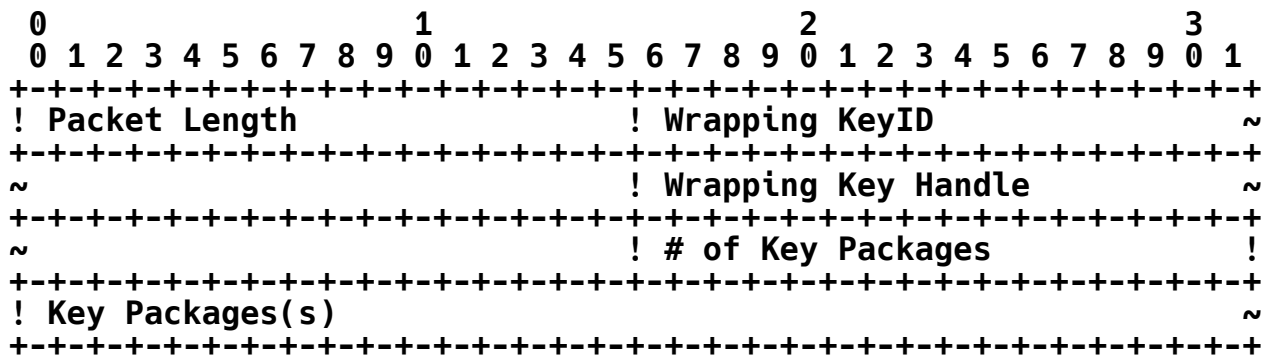 0                   1                   2                   3
 0 1 2 3 4 5 6 7 8 9 0 1 2 3 4 5 6 7 8 9 0 1 2 3 4 5 6 7 8 9 0 1
+-+-+-+-+-+-+-+-+-+-+-+-+-+-+-+-+-+-+-+-+-+-+-+-+-+-+-+-+-+-+-+-+
! Packet Length                 ! Wrapping KeyID                ~
+-+-+-+-+-+-+-+-+-+-+-+-+-+-+-+-+-+-+-+-+-+-+-+-+-+-+-+-+-+-+-+-+
~                               ! Wrapping Key Handle           ~
+-+-+-+-+-+-+-+-+-+-+-+-+-+-+-+-+-+-+-+-+-+-+-+-+-+-+-+-+-+-+-+-+
~                               ! # of Key Packages             !
+-+-+-+-+-+-+-+-+-+-+-+-+-+-+-+-+-+-+-+-+-+-+-+-+-+-+-+-+-+-+-+-+
! Key Packages(s)                                               ~
+-+-+-+-+-+-+-+-+-+-+-+-+-+-+-+-+-+-+-+-+-+-+-+-+-+-+-+-+-+-+-+-+